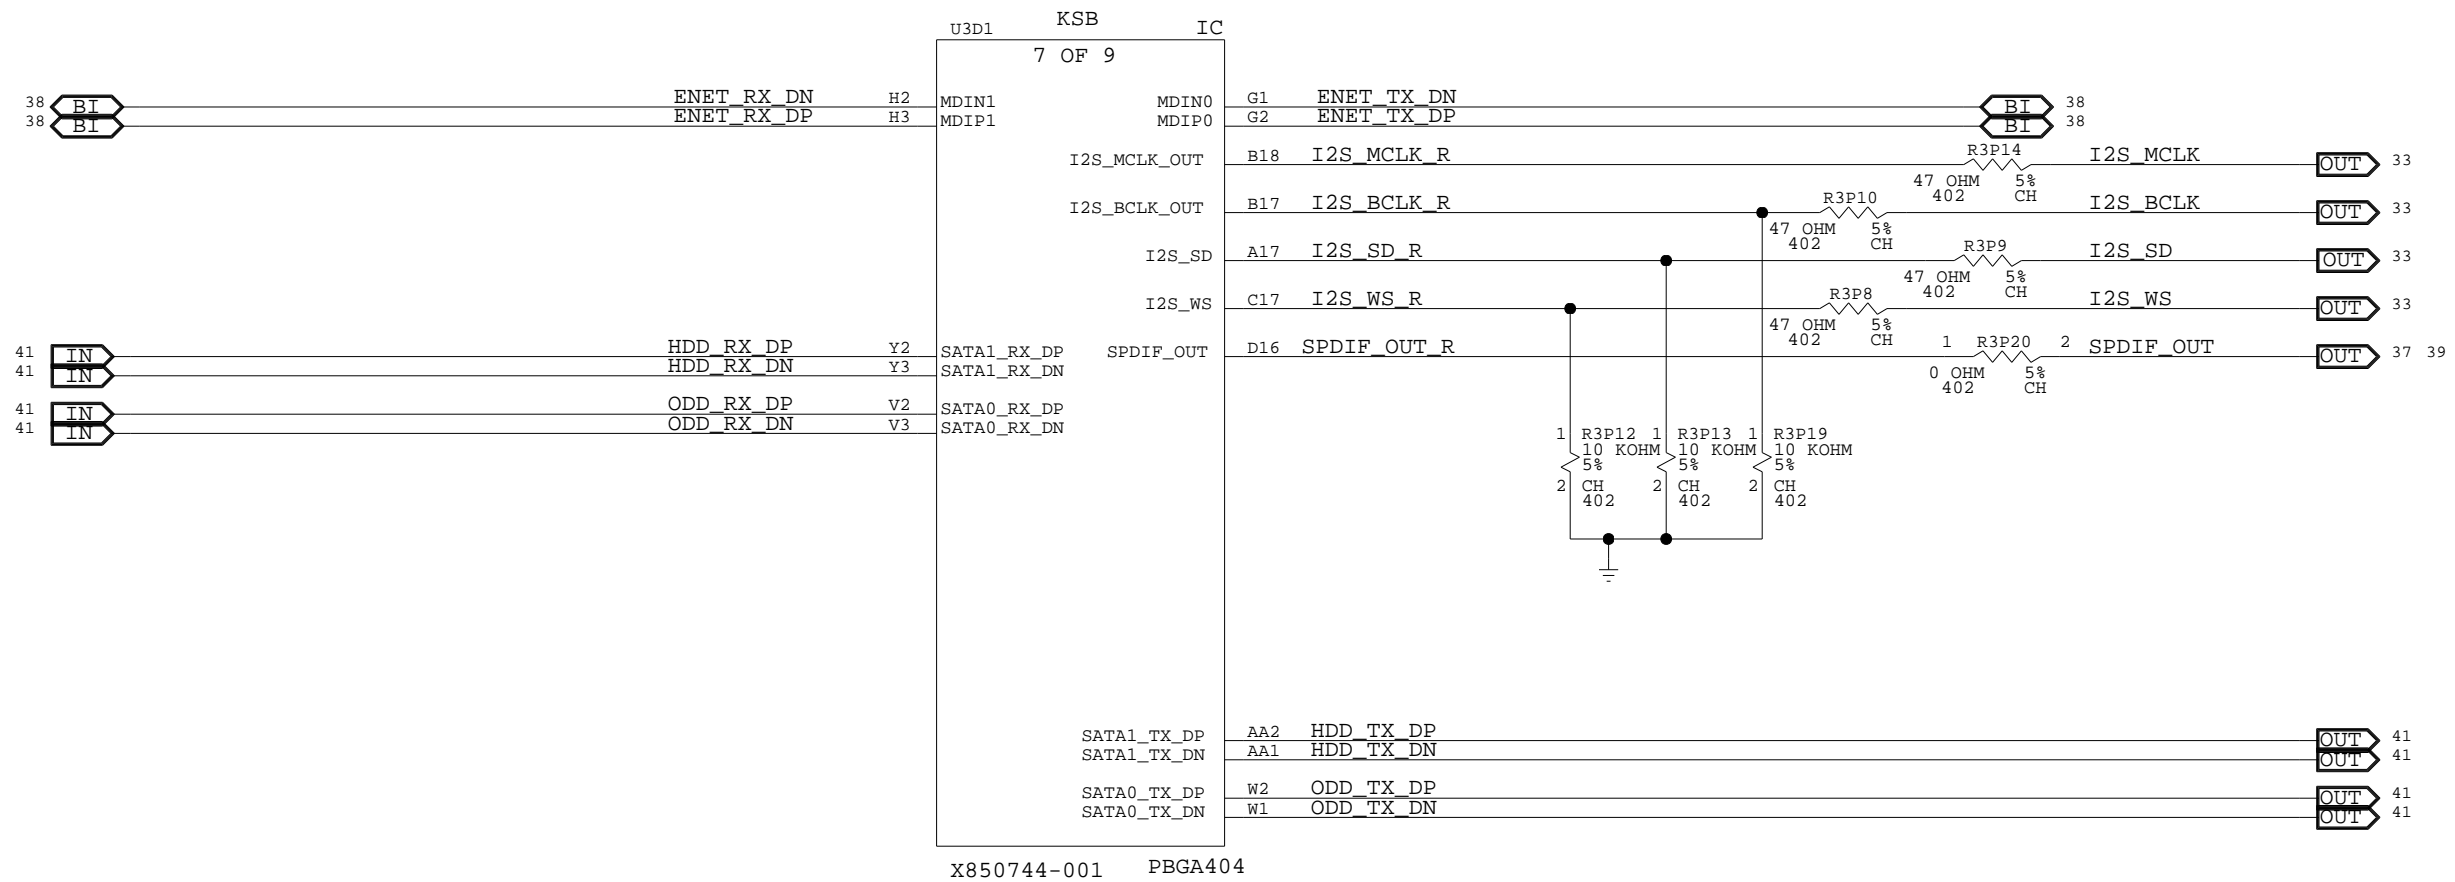 KSB
U3D1 IC
7 OF 9
38 BI ENET_RX_DN H2 MDIN1 MDIN0 G1 ENET_TX_DN BI 38
38 BI ENET_RX_DP H3 MDIP1 MDIP0 G2 ENET_TX_DP BI 38
I2S_MCLK_OUT B18 I2S_MCLK_R R3P14 I2S_MCLK OUT 33
47 OHM 5%
402 CH
I2S_BCLK_OUT B17 I2S_BCLK_R R3P10 I2S_BCLK OUT 33
47 OHM 5%
402 CH
I2S_SD A17 I2S_SD_R R3P9 I2S_SD OUT 33
47 OHM 5%
402 CH
I2S_WS C17 I2S_WS_R R3P8 I2S_WS OUT 33
47 OHM 5%
402 CH
41 IN HDD_RX_DP Y2 SATA1_RX_DP SPDIF_OUT D16 SPDIF_OUT_R 1 R3P20 2 SPDIF_OUT OUT 37 39
41 IN HDD_RX_DN Y3 SATA1_RX_DN
0 OHM 5%
402 CH
41 IN ODD_RX_DP V2 SATA0_RX_DP
41 IN ODD_RX_DN V3 SATA0_RX_DN
1 R3P12 1 R3P13 1 R3P19
10 KOHM 10 KOHM 10 KOHM
5% 5% 5%
2 CH 2 CH 2 CH
402 402 402
SATA1_TX_DP AA2 HDD_TX_DP OUT 41
SATA1_TX_DN AA1 HDD_TX_DN OUT 41
SATA0_TX_DP W2 ODD_TX_DP OUT 41
SATA0_TX_DN W1 ODD_TX_DN OUT 41
X850744-001 PBGA404